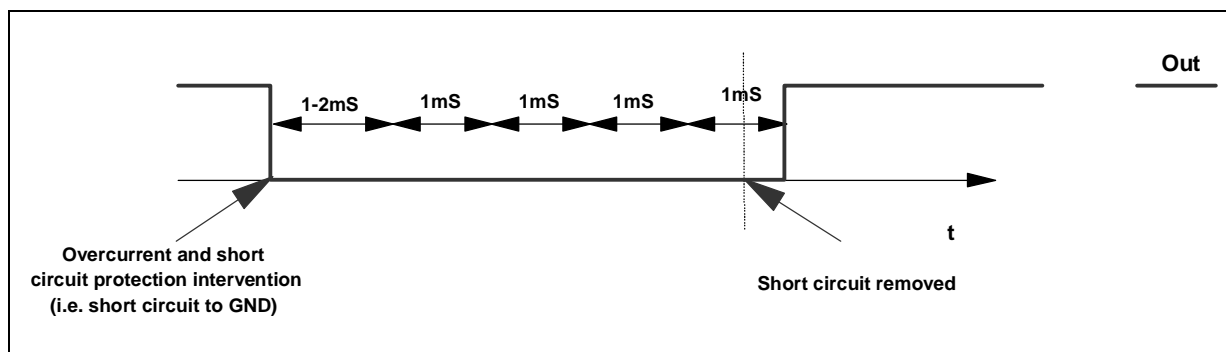 Out
1-2mS 1mS 1mS 1mS 1mS
t
Overcurrent and short
circuit protection intervention
(i.e. short circuit to GND)
Short circuit removed